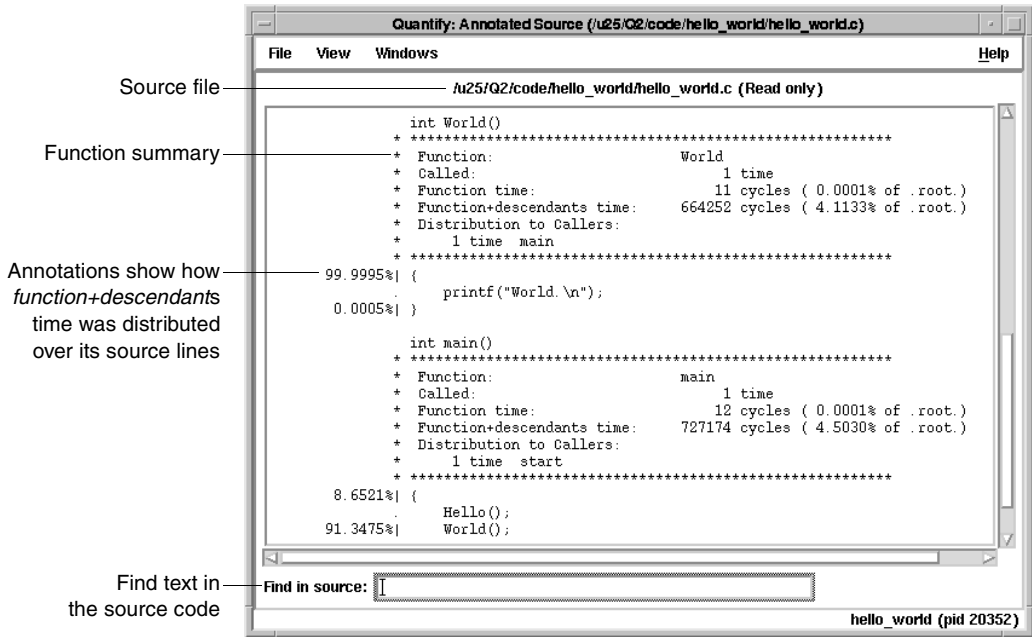 Quantify: Annotated Source (/u25/Q2/code/hello_world/hello_world.c)
File View Windows Help
Source file
/u25/Q2/code/hello_world/hello_world.c (Read only)
int World()
* *********************************************************
Function summary
* Function: World
* Called: 1 time
* Function time: 11 cycles ( 0.0001% of .root.)
* Function+descendants time: 664252 cycles ( 4.1133% of .root.)
* Distribution to Callers:
* 1 time main
* *********************************************************
Annotations show how
function+descendants
time was distributed
over its source lines
99.9995%| {
. printf("World.\n");
0.0005%| }
int main()
* *********************************************************
* Function: main
* Called: 1 time
* Function time: 12 cycles ( 0.0001% of .root.)
* Function+descendants time: 727174 cycles ( 4.5030% of .root.)
* Distribution to Callers:
* 1 time start
* *********************************************************
8.6521%| {
. Hello();
91.3475%| World();
Find text in
the source code
Find in source:
hello_world (pid 20352)